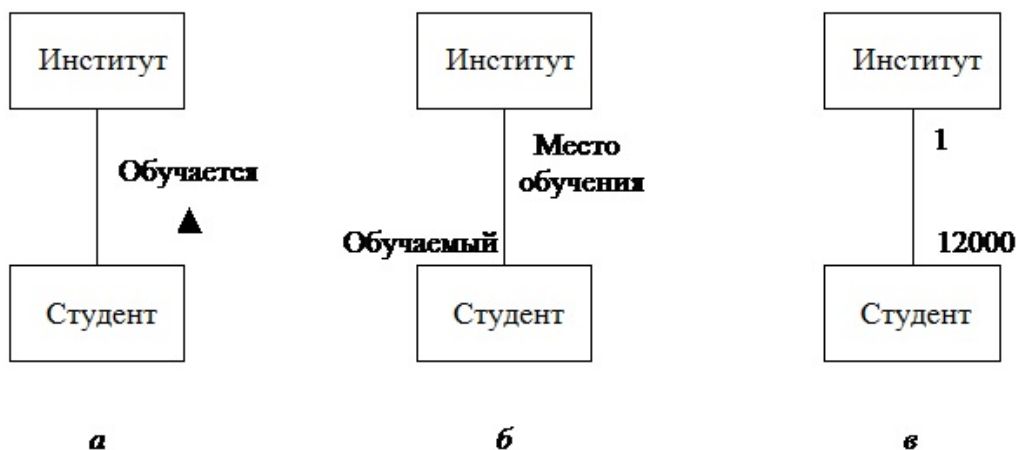 Институт Институт Институт
1
Место
Обучается
обучения
▲
Обучаемый 12000
Студент Студент Студент
а б в